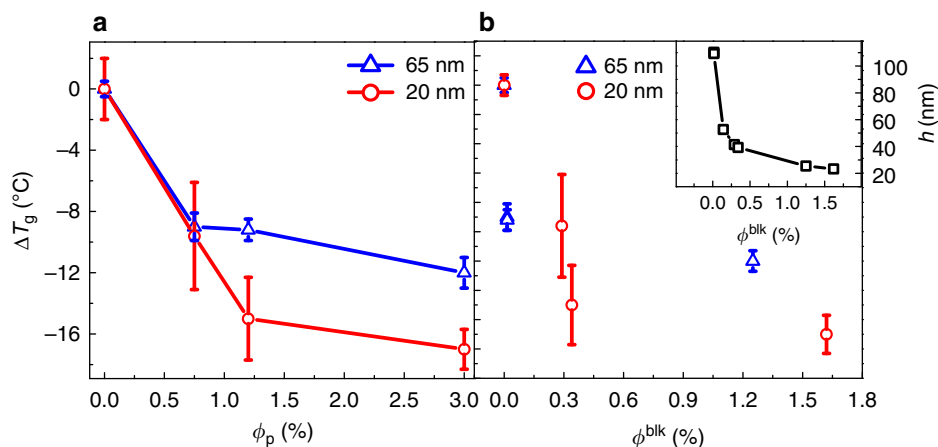 a
b
65 nm
20 nm
65 nm
20 nm
0
−4
−8
−12
−16
ΔTg (°C)
0.0 0.5 1.0 1.5 2.0 2.5 3.0
ϕp (%)
0.0 0.3 0.6 0.9 1.2 1.5 1.8
ϕblk (%)
100
80
60
40
20
h (nm)
0.0 0.5 1.0 1.5
ϕblk (%)